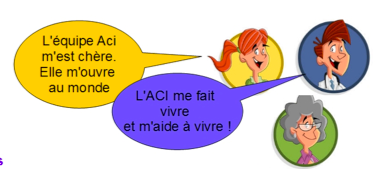 L'équipe Aci
m'est chère.
Elle m'ouvre
au monde
L'ACI me fait
vivre
et m'aide à vivre !
s